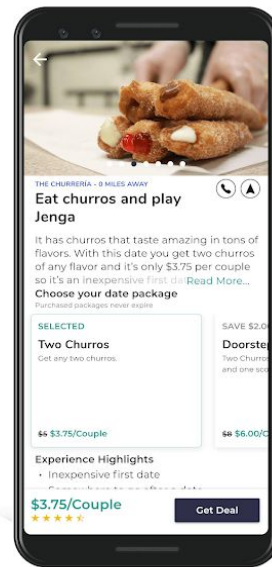 THE CHURRERIA - 0 MILES AWAY
Eat churros and play
Jenga
It has churros that taste amazing in tons of
flavors. With this date you get two churros
of any flavor and it's only $3.75 per couple
so it's an inexpensive first da Read More...
Choose your date package
Purchased packages never expire
SELECTED
Two Churros
Get any two churros.
$5 $3.75/Couple
SAVE $2.0
Doorste
Two Churro
and one sco
$8 $6.00/C
Experience Highlights
• Inexpensive first date
$3.75/Couple
Get Deal